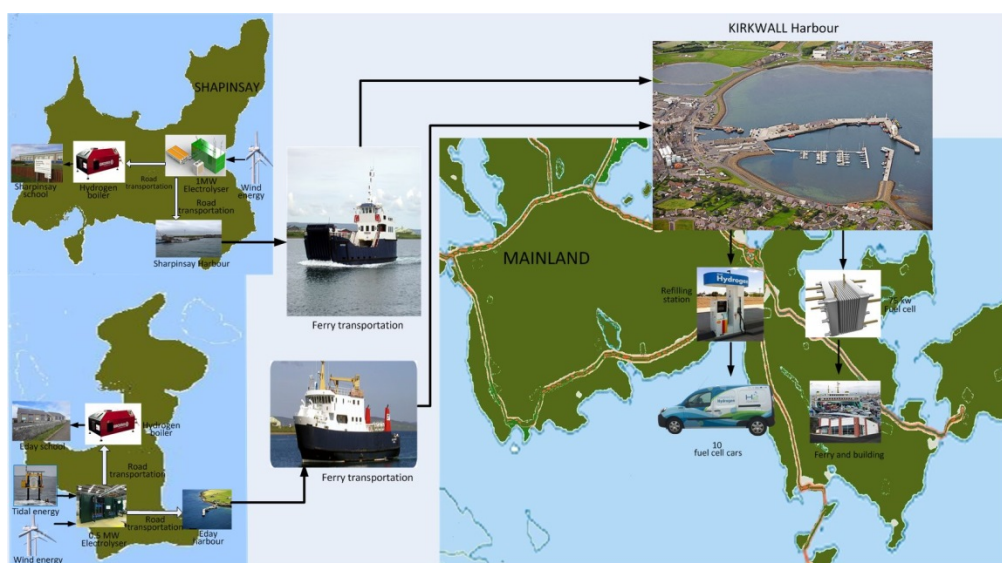 KIRKWALL Harbour
SHAPINSAY
Sharpinsay
school
Hydrogen
boiler
Road
transportation
1MW
Electrolyser
Wind
energy
Road
transportation
Sharpinsay Harbour
Ferry transportation
MAINLAND
Refilling
station
Hydrogen
kw
Fuel cell
10
fuel cell cars
Ferry and building
Eday school
Hydrogen
boiler
Road
transportation
Tidal energy
0.5 MW
Electrolyser
Road
transportation
Eday
Harbour
Wind energy
Ferry transportation